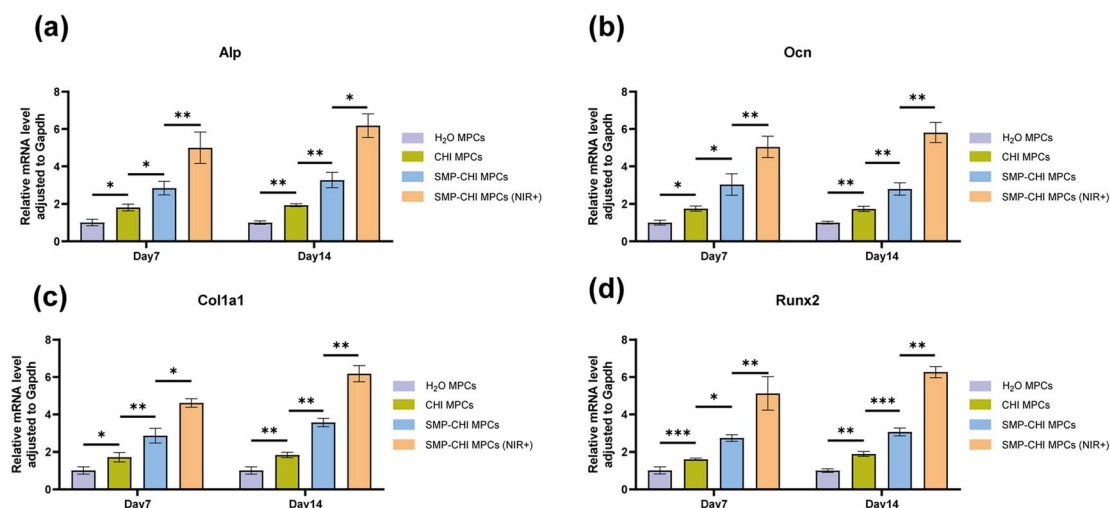 (a)
Alp
Relative mRNA level
adjusted to Gapdh
8
6
4
2
0
*
*
**
**
**
*
Day7
Day14
H₂O MPCs
CHI MPCs
SMP-CHI MPCs
SMP-CHI MPCs (NIR+)
(b)
Ocn
Relative mRNA level
adjusted to Gapdh
8
6
4
2
0
*
*
**
**
**
**
Day7
Day14
H₂O MPCs
CHI MPCs
SMP-CHI MPCs
SMP-CHI MPCs (NIR+)
(c)
Col1a1
Relative mRNA level
adjusted to Gapdh
8
6
4
2
0
*
**
*
**
**
**
Day7
Day14
H₂O MPCs
CHI MPCs
SMP-CHI MPCs
SMP-CHI MPCs (NIR+)
(d)
Runx2
Relative mRNA level
adjusted to Gapdh
8
6
4
2
0
***
*
**
**
***
**
Day7
Day14
H₂O MPCs
CHI MPCs
SMP-CHI MPCs
SMP-CHI MPCs (NIR+)